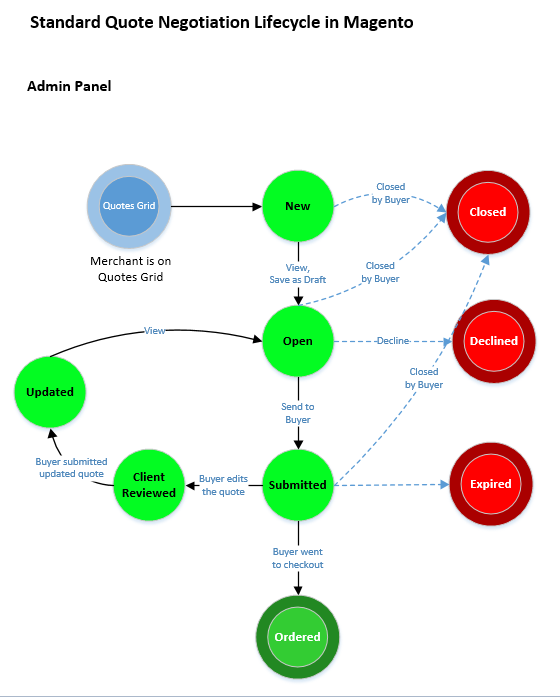 Standard Quote Negotiation Lifecycle in Magento
Admin Panel
Quotes Grid
Merchant is on
Quotes Grid
New
Closed
by Buyer
Closed
View,
Save as Draft
Closed
by Buyer
View
Open
Decline
Declined
Updated
Closed
by Buyer
Send to
Buyer
Buyer submitted
updated quote
Client
Reviewed
Buyer edits
the quote
Submitted
Expired
Buyer went
to checkout
Ordered